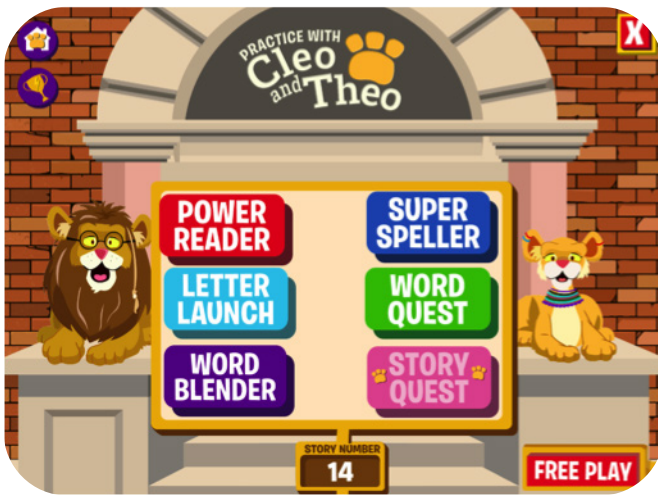 PRACTICE WITH
Cleo
and Theo
X
POWER
READER
SUPER
SPELLER
LETTER
LAUNCH
WORD
QUEST
WORD
BLENDER
STORY
QUEST
STORY NUMBER
14
FREE PLAY